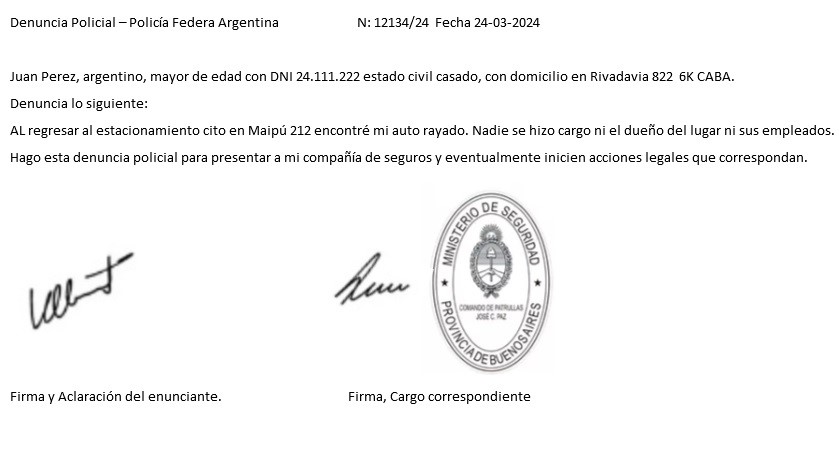 Denuncia Policial – Policía Federa Argentina N: 12134/24 Fecha 24-03-2024
Juan Perez, argentino, mayor de edad con DNI 24.111.222 estado civil casado, con domicilio en Rivadavia 822 6K CABA.
Denuncia lo siguiente:
AL regresar al estacionamiento cito en Maipú 212 encontré mi auto rayado. Nadie se hizo cargo ni el dueño del lugar ni sus empleados.
Hago esta denuncia policial para presentar a mi compañía de seguros y eventualmente inicien acciones legales que correspondan.
MINISTERIO DE SEGURIDAD
COMANDO DE PATRULLAS
JOSÉ C. PAZ
PROVINCIA DE BUENOS AIRES
Firma y Aclaración del enunciante. Firma, Cargo correspondiente